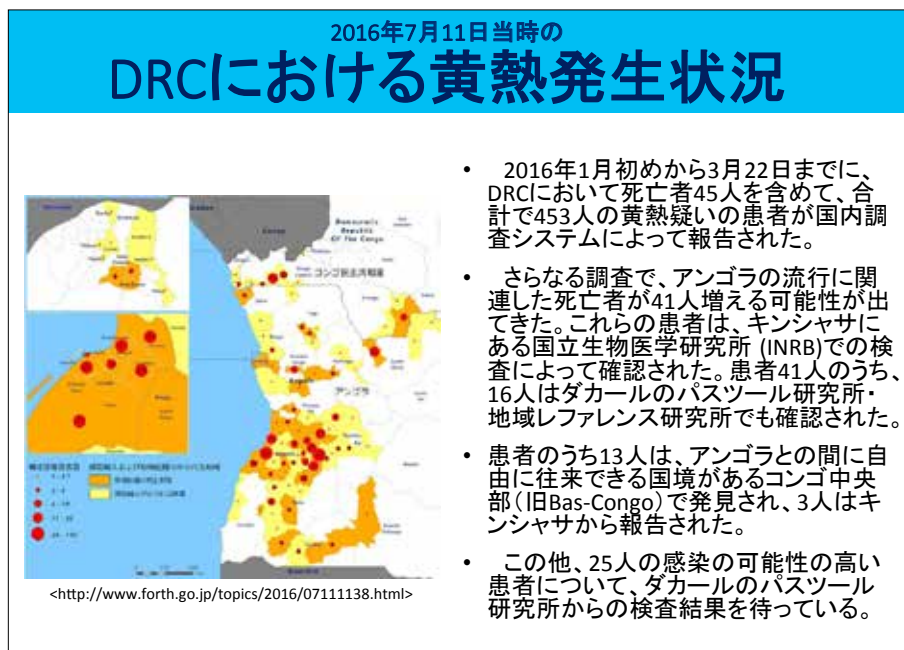 2016年7月11日当時の
DRCにおける黄熱発生状況
• 2016年1月初めから3月22日までに、
DRCにおいて死亡者45人を含めて、合
計で453人の黄熱疑いの患者が国内調
査システムによって報告された。
• さらなる調査で、アンゴラの流行に関
連した死亡者が41人増える可能性が出
てきた。これらの患者は、キンシャサに
ある国立生物医学研究所 (INRB)での検
査によって確認された。患者41人のうち、
16人はダカールのパスツール研究所・
地域レファレンス研究所でも確認された。
• 患者のうち13人は、アンゴラとの間に自
由に往来できる国境があるコンゴ中央
部（旧Bas-Congo）で発見され、3人はキ
ンシャサから報告された。
• この他、25人の感染の可能性の高い
患者について、ダカールのパスツール
研究所からの検査結果を待っている。
Democratic
Republic
Of The Congo
コンゴ民主共和国
アンゴラ
<http://www.forth.go.jp/topics/2016/07111138.html>